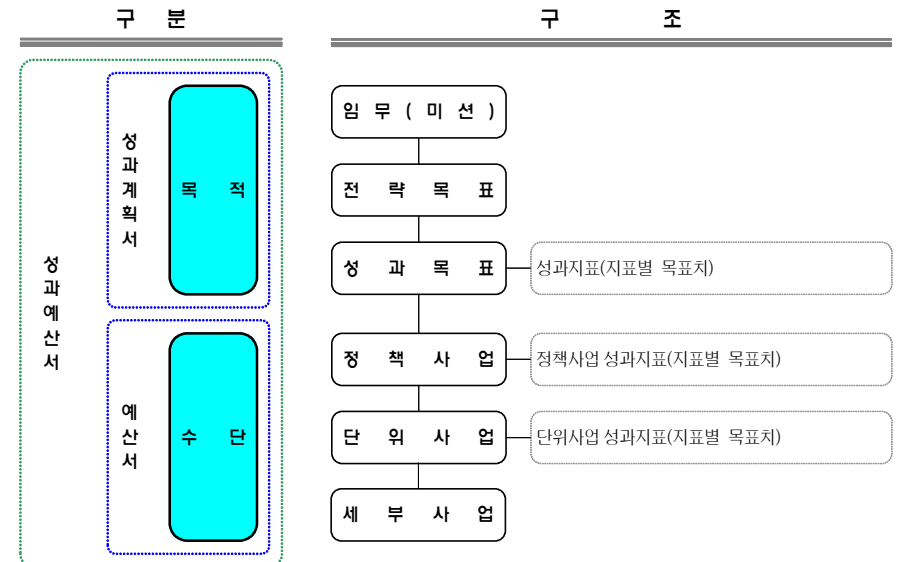 구 분
구 조
성과예산서
성과계획서
목 적
예산서
수 단
임 무 ( 미 션 )
전 략 목 표
성 과 목 표
성과지표(지표별 목표치)
정 책 사 업
정책사업 성과지표(지표별 목표치)
단 위 사 업
단위사업 성과지표(지표별 목표치)
세 부 사 업